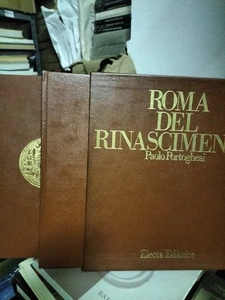 ROMA
DEL
RINASCIMEN
Paolo Portoghesi
Electa Editrice